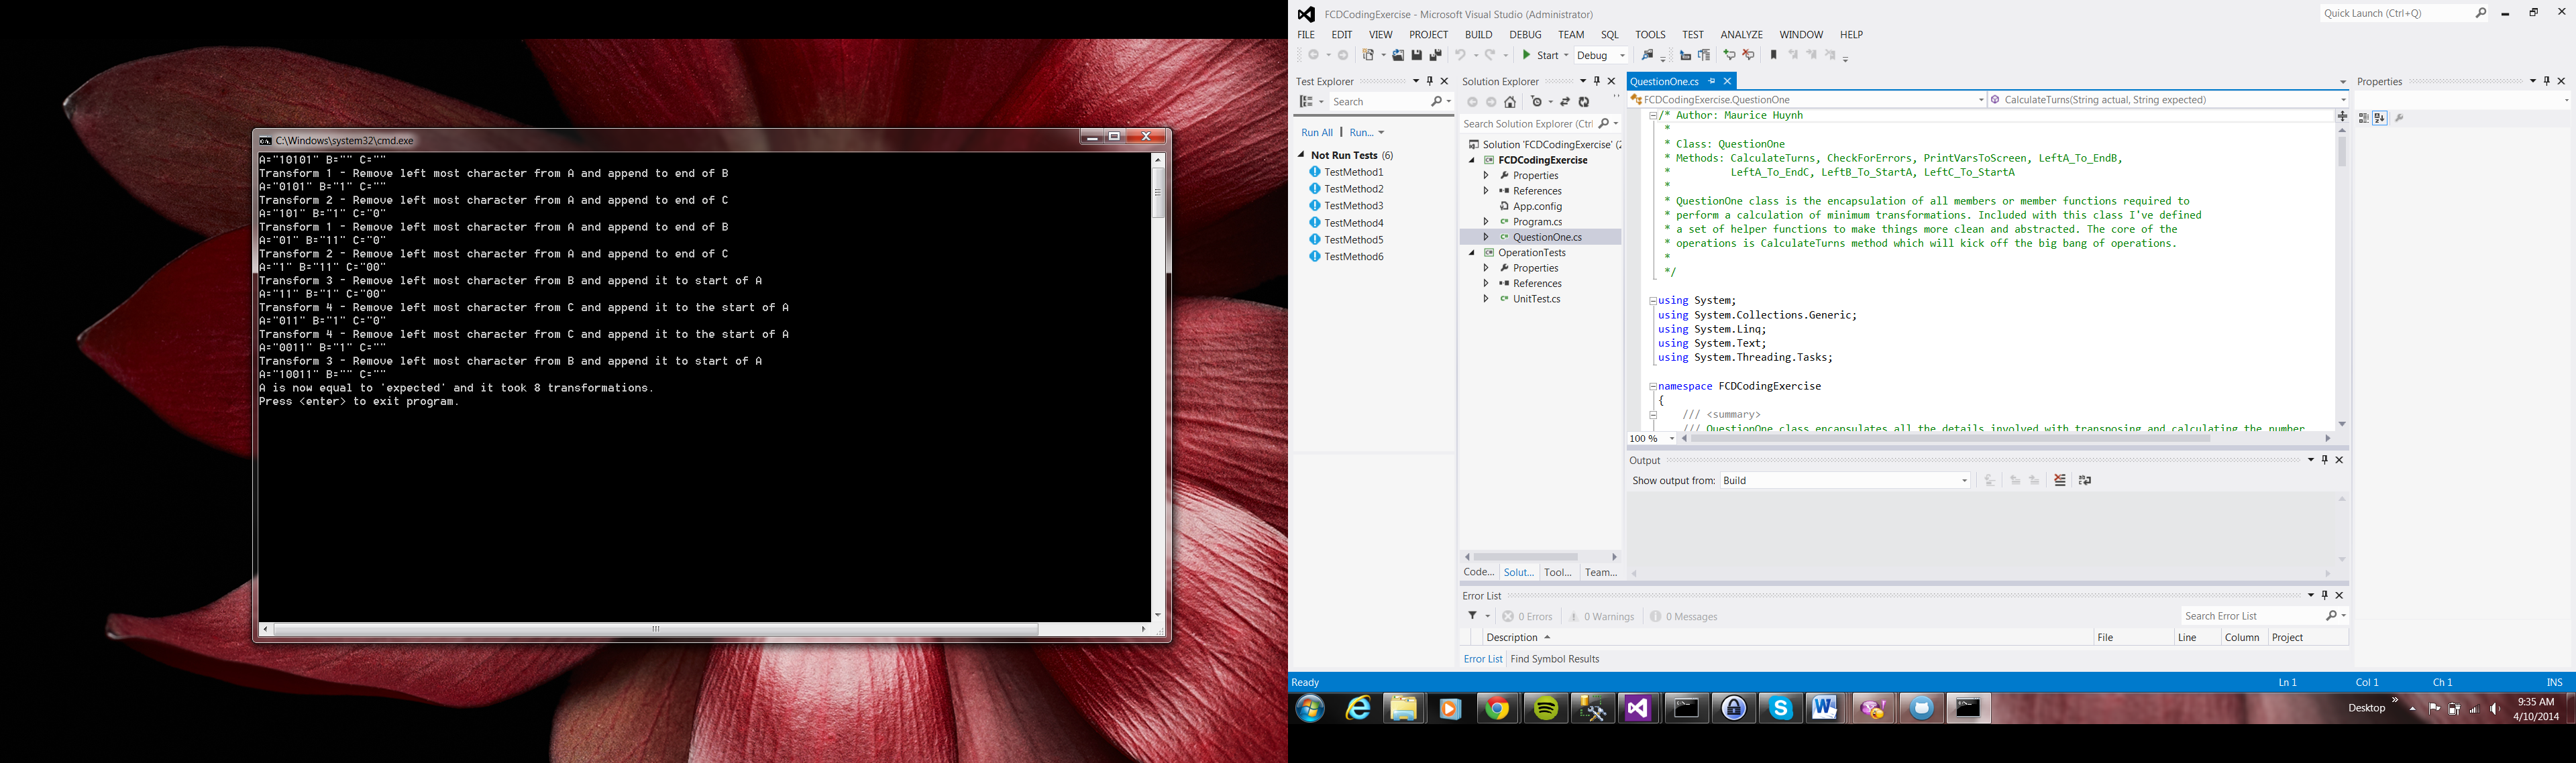 C:\Windows\system32\cmd.exe
A="10101" B="" C=""
Transform 1 - Remove left most character from A and append to end of B
A="0101" B="1" C=""
Transform 2 - Remove left most character from A and append to end of C
A="101" B="1" C="0"
Transform 1 - Remove left most character from A and append to end of B
A="01" B="11" C="0"
Transform 2 - Remove left most character from A and append to end of C
A="1" B="11" C="00"
Transform 3 - Remove left most character from B and append it to start of A
A="11" B="1" C="00"
Transform 4 - Remove left most character from C and append it to the start of A
A="011" B="1" C="0"
Transform 4 - Remove left most character from C and append it to the start of A
A="0011" B="1" C=""
Transform 3 - Remove left most character from B and append it to start of A
A="10011" B="" C=""
A is now equal to 'expected' and it took 8 transformations.
Press <enter> to exit program.
FCDCodingExercise - Microsoft Visual Studio (Administrator)
Quick Launch (Ctrl+Q)
FILE EDIT VIEW PROJECT BUILD DEBUG TEAM SQL TOOLS TEST ANALYZE WINDOW HELP
Start Debug
Test Explorer
Search
Run All | Run...
Not Run Tests (6)
TestMethod1
TestMethod2
TestMethod3
TestMethod4
TestMethod5
TestMethod6
Solution Explorer
Search Solution Explorer (Ctrl
Solution 'FCDCodingExercise' (2
FCDCodingExercise
Properties
References
App.config
Program.cs
QuestionOne.cs
OperationTests
Properties
References
UnitTest.cs
Code... Solut... Tool... Team...
QuestionOne.cs
FCDCodingExercise.QuestionOne
CalculateTurns(String actual, String expected)
/* Author: Maurice Huynh
*
* Class: QuestionOne
* Methods: CalculateTurns, CheckForErrors, PrintVarsToScreen, LeftA_To_EndB,
* LeftA_To_EndC, LeftB_To_StartA, LeftC_To_StartA
*
* QuestionOne class is the encapsulation of all members or member functions required to
* perform a calculation of minimum transformations. Included with this class I've defined
* a set of helper functions to make things more clean and abstracted. The core of the
* operations is CalculateTurns method which will kick off the big bang of operations.
*
*/
using System;
using System.Collections.Generic;
using System.Linq;
using System.Text;
using System.Threading.Tasks;
namespace FCDCodingExercise
{
/// <summary>
/// QuestionOne class encapsulates all the details involved with transposing and calculating the number
100 %
Properties
Output
Show output from: Build
Error List
0 Errors 0 Warnings 0 Messages
Search Error List
Description File Line Column Project
Error List Find Symbol Results
Ready Ln 1 Col 1 Ch 1 INS
Desktop
9:35 AM
4/10/2014